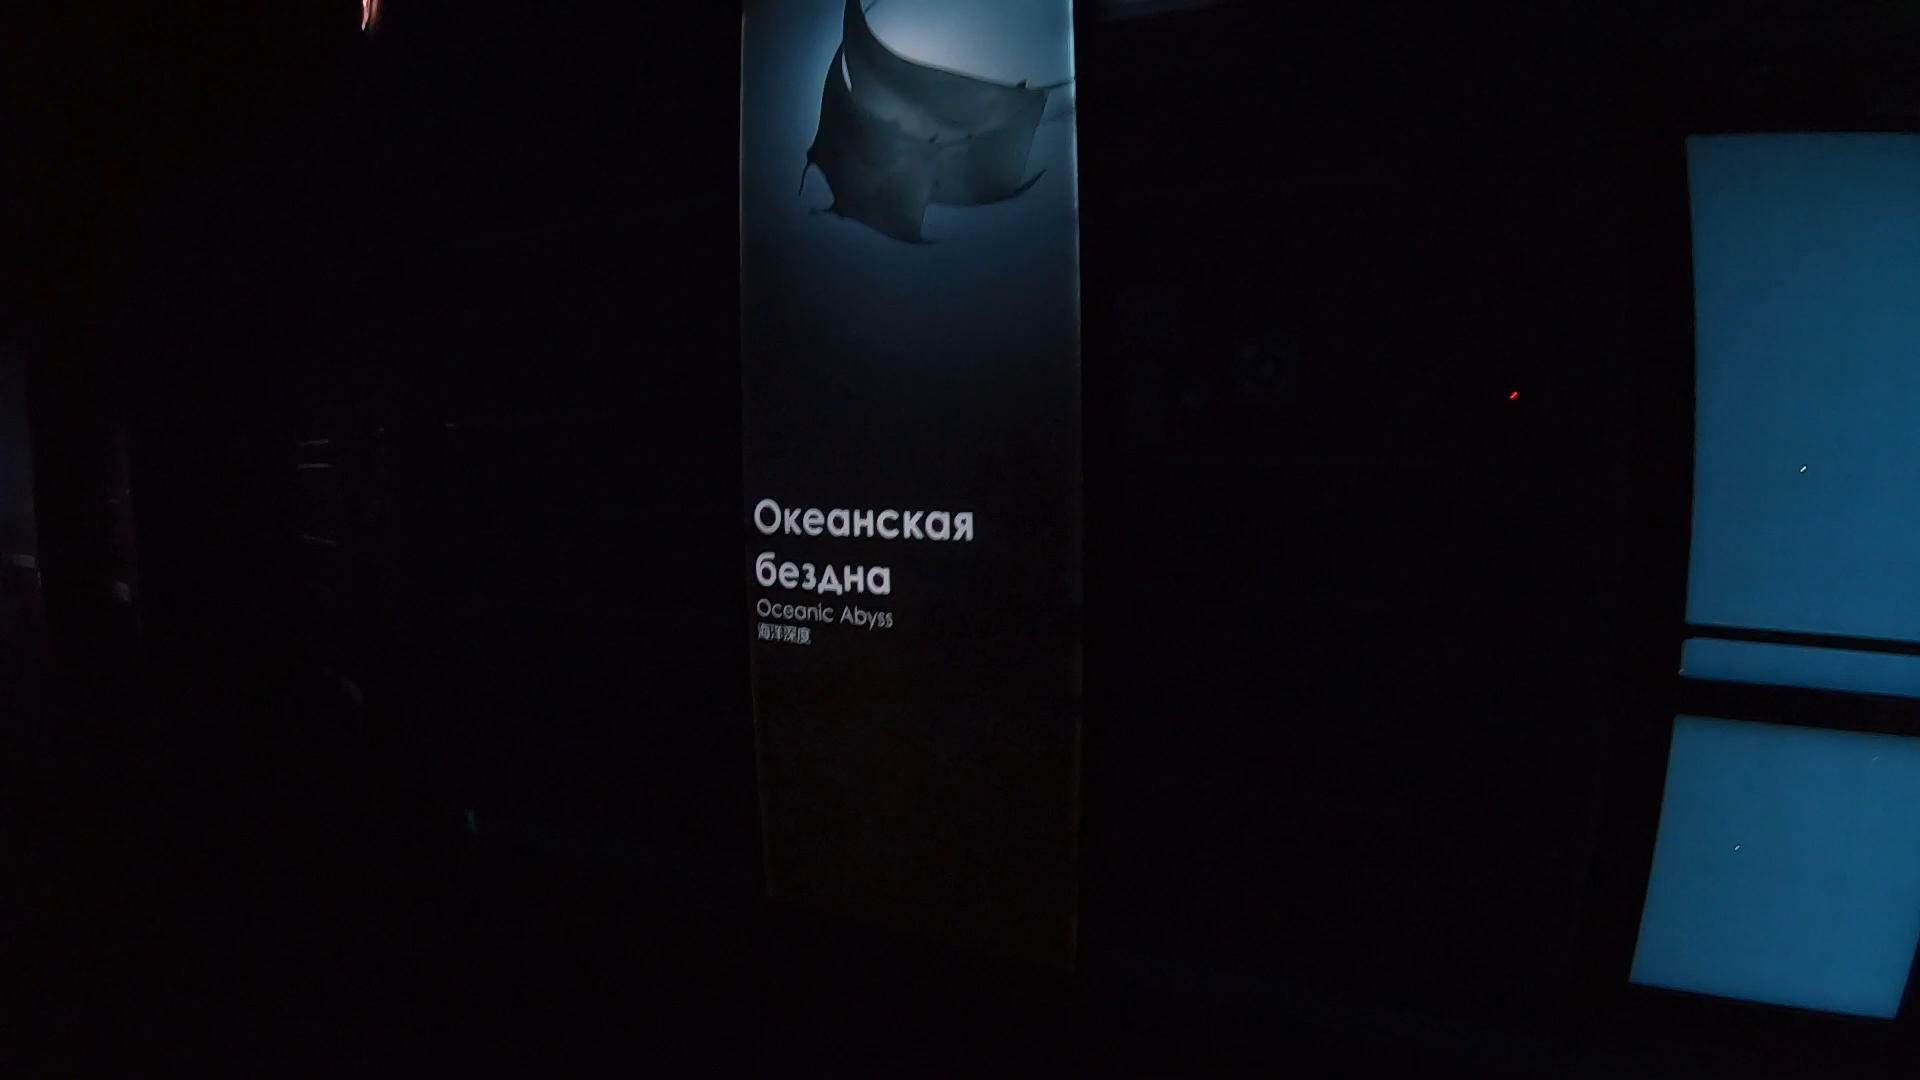 Океанская
бездна
Oceanic Abyss
海洋深度